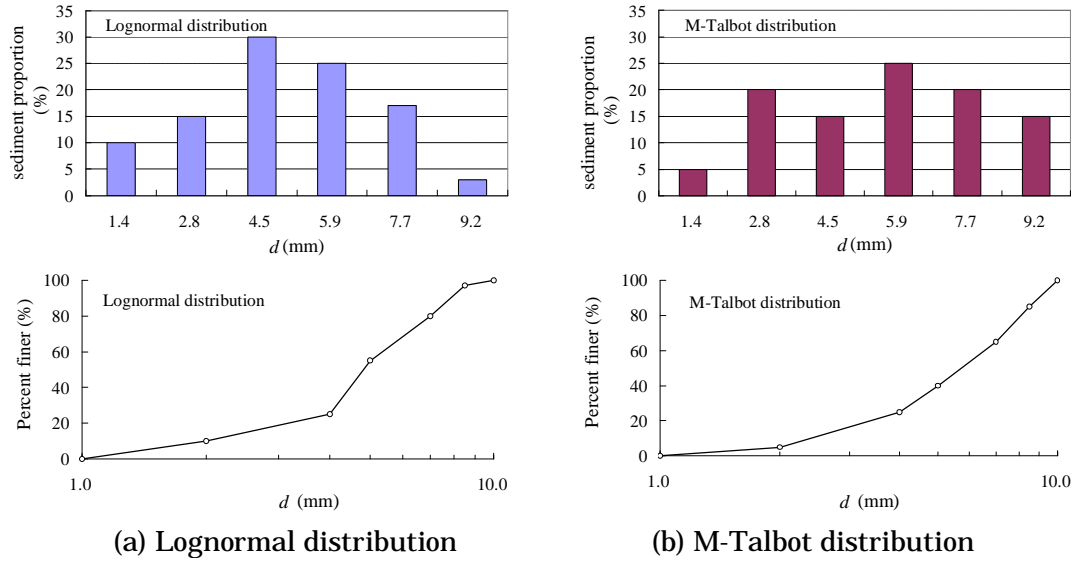 Lognormal distribution
sediment proportion
(%)
35
30
25
20
15
10
5
0
1.4 2.8 4.5 5.9 7.7 9.2
d (mm)
M-Talbot distribution
sediment proportion
(%)
35
30
25
20
15
10
5
0
1.4 2.8 4.5 5.9 7.7 9.2
d (mm)
Lognormal distribution
Percent finer (%)
100
80
60
40
20
0
1.0 10.0
d (mm)
M-Talbot distribution
Percent finer (%)
100
80
60
40
20
0
1.0 10.0
d (mm)
(a) Lognormal distribution
(b) M-Talbot distribution